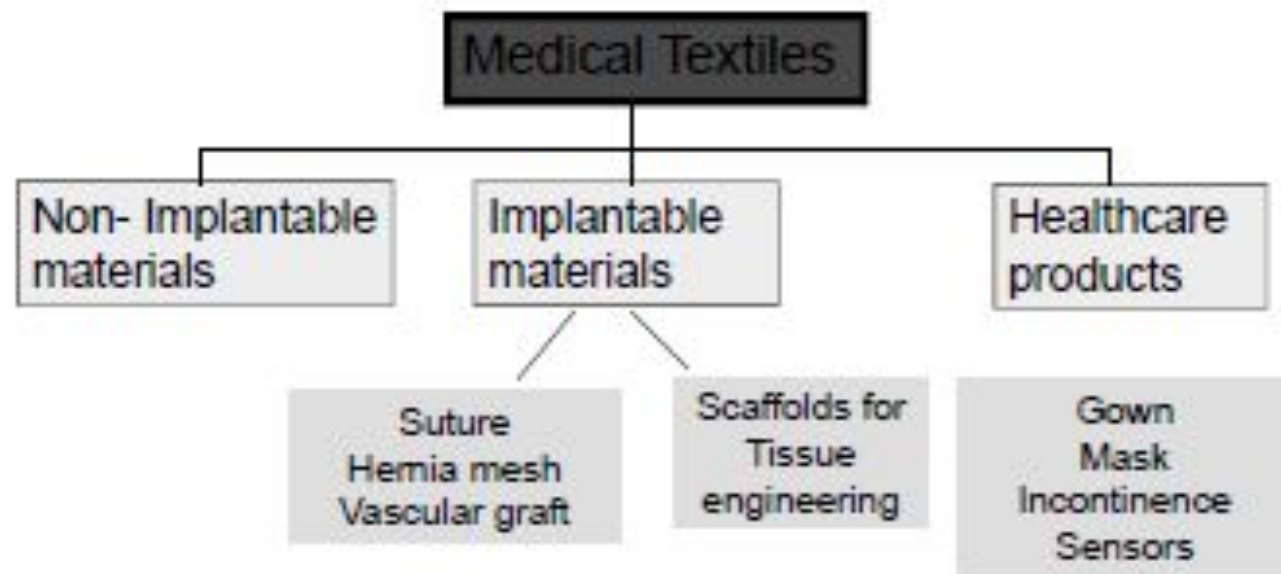 Medical Textiles
Non- Implantable
materials
Implantable
materials
Healthcare
products
Suture
Hernia mesh
Vascular graft
Scaffolds for
Tissue
engineering
Gown
Mask
Incontinence
Sensors